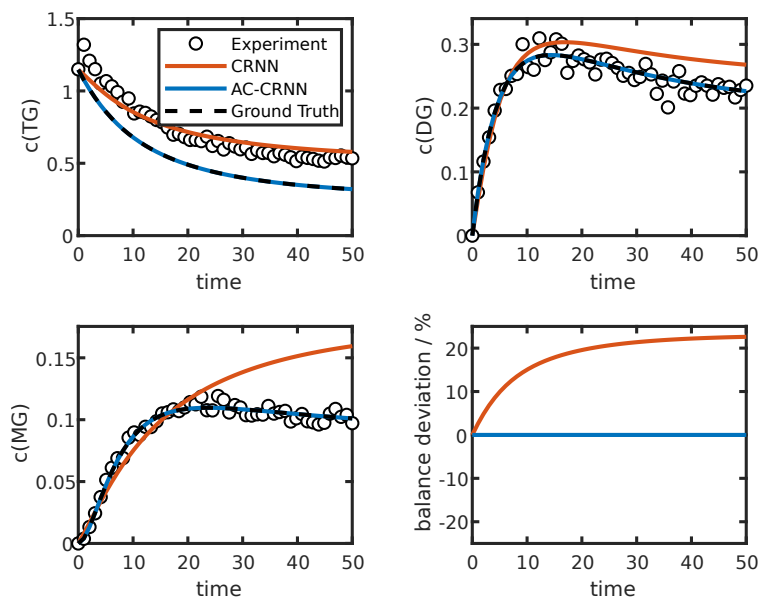 1.5
1
0.5
0
c(TG)
Experiment
CRNN
AC-CRNN
Ground Truth
0 10 20 30 40 50
time
0.3
0.2
0.1
0
c(DG)
0 10 20 30 40 50
time
0.15
0.1
0.05
0
c(MG)
0 10 20 30 40 50
time
20
10
0
-10
-20
balance deviation / %
0 10 20 30 40 50
time